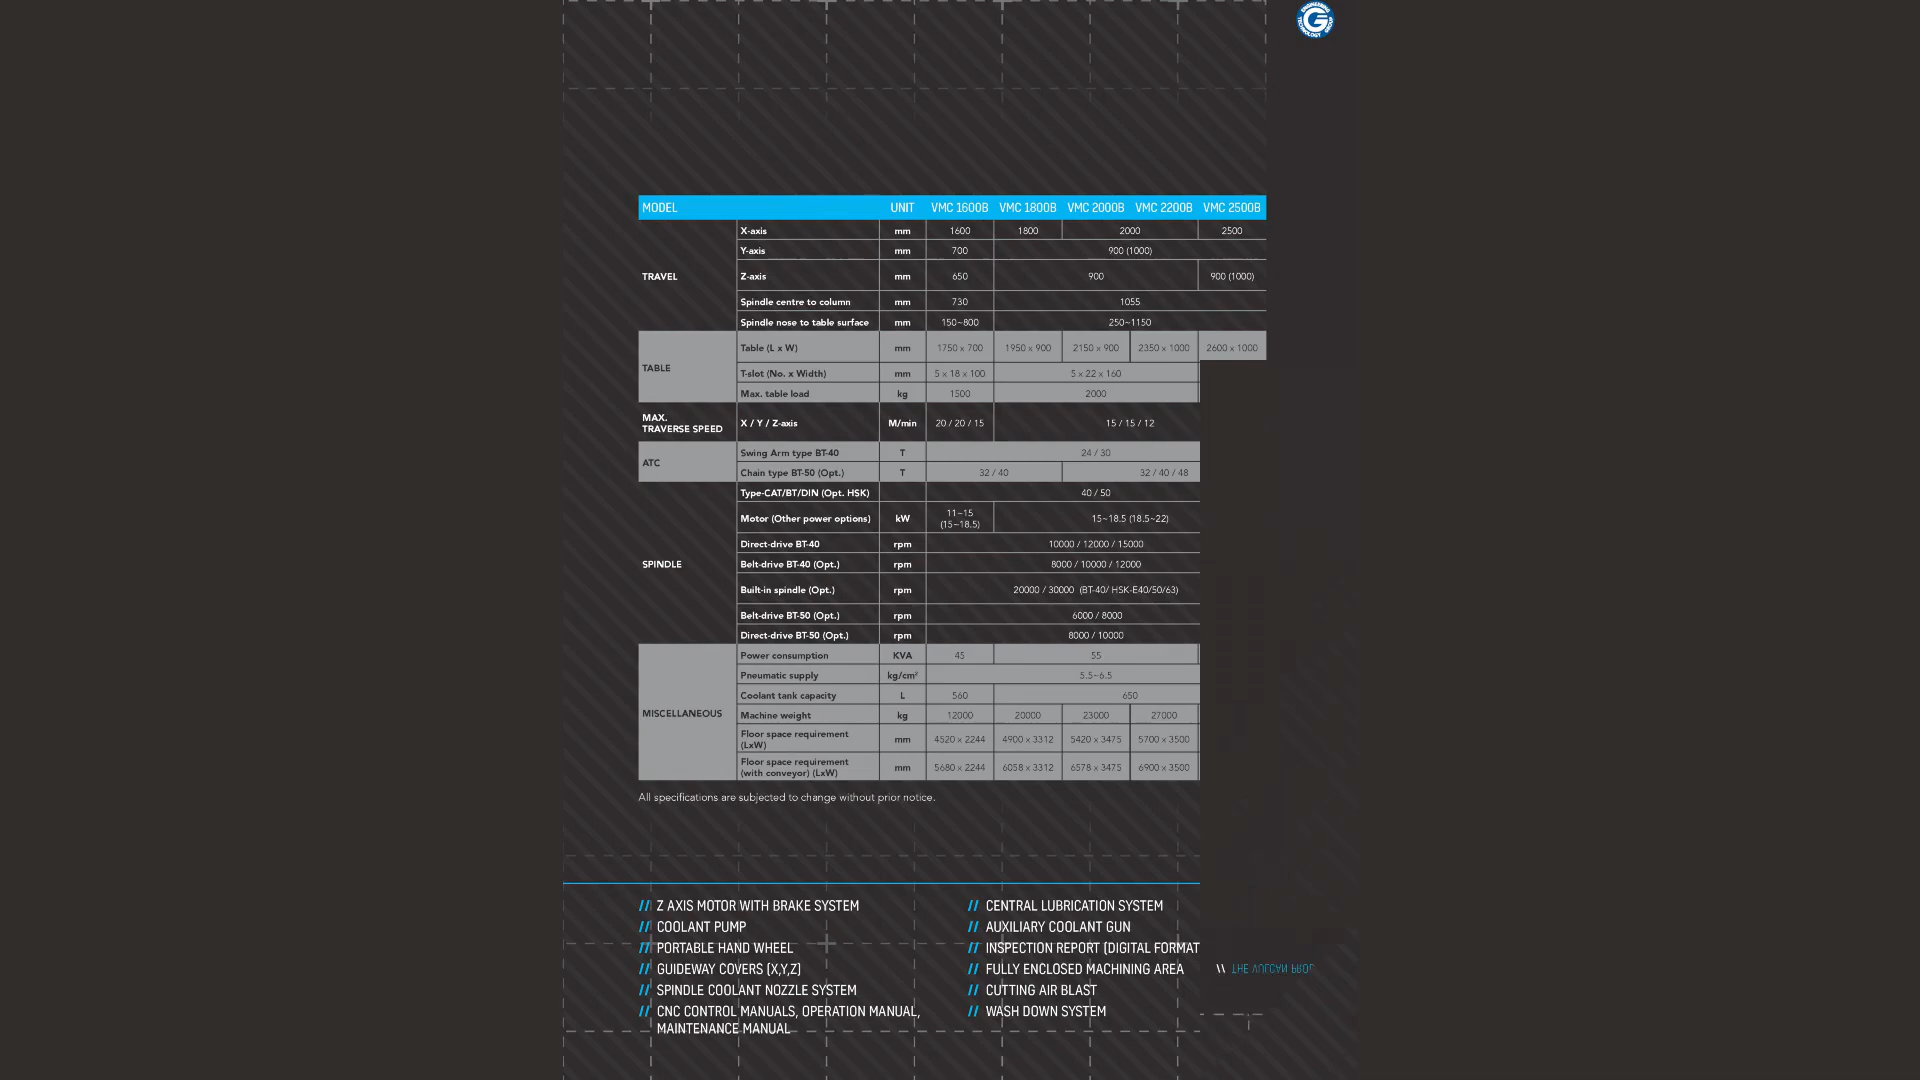 ENGINEERING
TECHNOLOGY
MODEL UNIT VMC 1600B VMC 1800B VMC 2000B VMC 2200B VMC 2500B
TRAVEL
X-axis mm 1600 1800 2000 2500
Y-axis mm 700 900 (1000)
Z-axis mm 650 900 900 (1000)
Spindle centre to column mm 730 1055
Spindle nose to table surface mm 150~800 250~1150
TABLE
Table (L x W) mm 1750 x 700 1950 x 900 2150 x 900 2350 x 1000 2600 x 1000
T-slot (No. x Width) mm 5 x 18 x 100 5 x 22 x 160
Max. table load kg 1500 2000
MAX.
TRAVERSE SPEED
X / Y / Z-axis M/min 20 / 20 / 15 15 / 15 / 12
ATC
Swing Arm type BT-40 T 24 / 30
Chain type BT-50 (Opt.) T 32 / 40 32 / 40 / 48
SPINDLE
Type-CAT/BT/DIN (Opt. HSK) 40 / 50
Motor (Other power options) kW 11~15
(15~18.5) 15~18.5 (18.5~22)
Direct-drive BT-40 rpm 10000 / 12000 / 15000
Belt-drive BT-40 (Opt.) rpm 8000 / 10000 / 12000
Built-in spindle (Opt.) rpm 20000 / 30000 (BT-40/ HSK-E40/50/63)
Belt-drive BT-50 (Opt.) rpm 6000 / 8000
Direct-drive BT-50 (Opt.) rpm 8000 / 10000
MISCELLANEOUS
Power consumption KVA 45 55
Pneumatic supply kg/cm² 5.5~6.5
Coolant tank capacity L 560 650
Machine weight kg 12000 20000 23000 27000
Floor space requirement
(LxW) mm 4520 x 2244 4900 x 3312 5420 x 3475 5700 x 3500
Floor space requirement
(with conveyor) (LxW) mm 5680 x 2244 6058 x 3312 6578 x 3475 6900 x 3500
All specifications are subjected to change without prior notice.
// Z AXIS MOTOR WITH BRAKE SYSTEM
// COOLANT PUMP
// PORTABLE HAND WHEEL
// GUIDEWAY COVERS (X,Y,Z)
// SPINDLE COOLANT NOZZLE SYSTEM
// CNC CONTROL MANUALS, OPERATION MANUAL,
MAINTENANCE MANUAL
// CENTRAL LUBRICATION SYSTEM
// AUXILIARY COOLANT GUN
// INSPECTION REPORT (DIGITAL FORMAT
// FULLY ENCLOSED MACHINING AREA
// CUTTING AIR BLAST
// WASH DOWN SYSTEM
\\ THE VULCAN